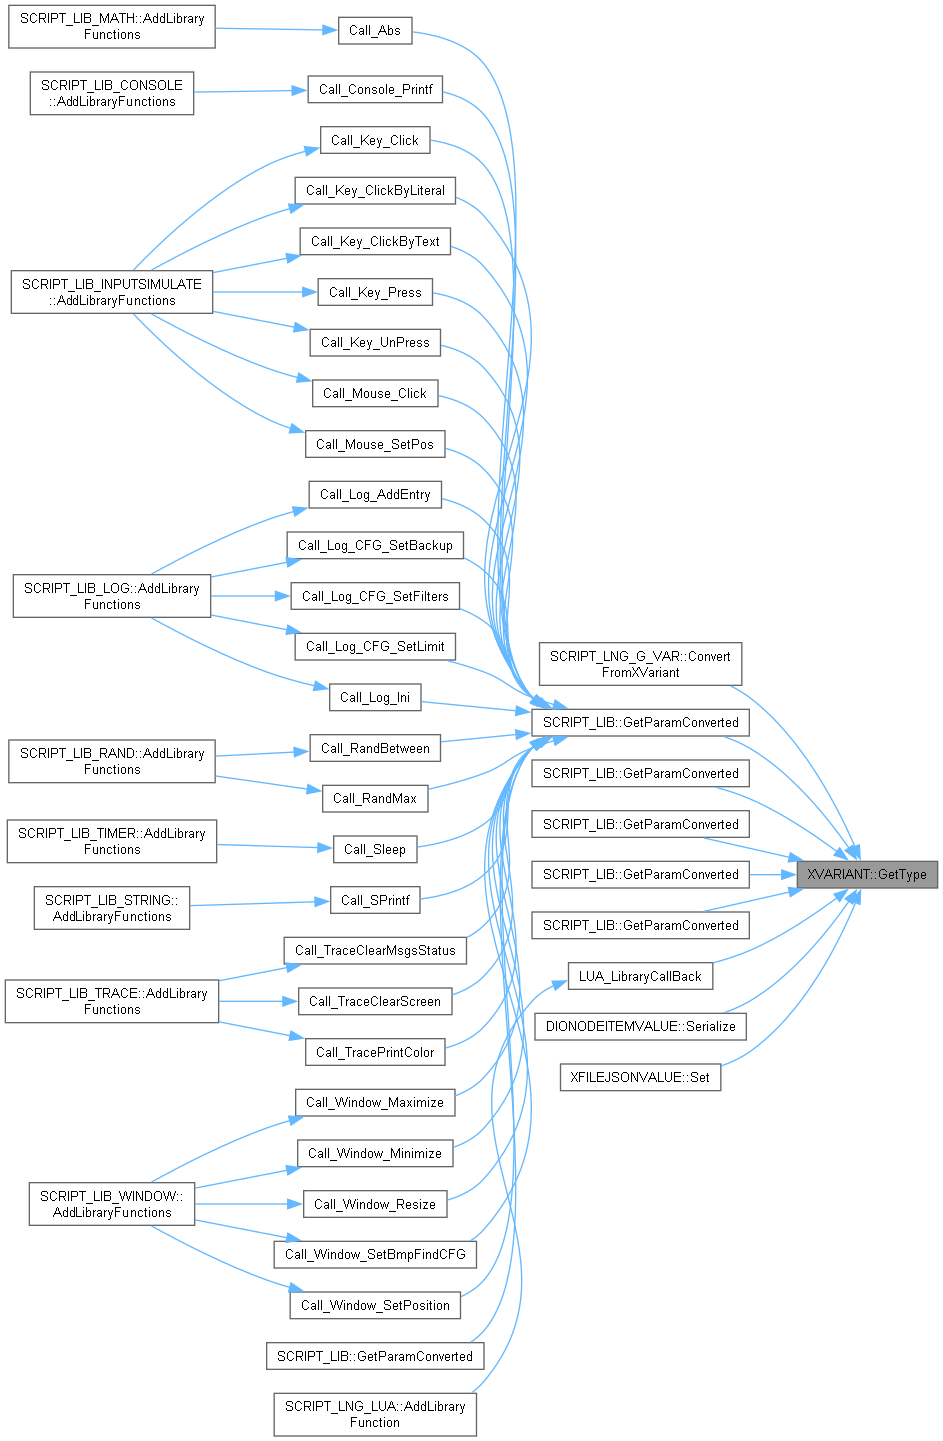 SCRIPT_LIB_MATH::AddLibrary
Functions
Call_Abs
SCRIPT_LIB_CONSOLE
::AddLibraryFunctions
Call_Console_Printf
Call_Key_Click
Call_Key_ClickByLiteral
Call_Key_ClickByText
SCRIPT_LIB_INPUTSIMULATE
::AddLibraryFunctions
Call_Key_Press
Call_Key_UnPress
Call_Mouse_Click
Call_Mouse_SetPos
Call_Log_AddEntry
Call_Log_CFG_SetBackup
SCRIPT_LIB_LOG::AddLibrary
Functions
Call_Log_CFG_SetFilters
Call_Log_CFG_SetLimit
Call_Log_Ini
SCRIPT_LNG_G_VAR::Convert
FromXVariant
SCRIPT_LIB::GetParamConverted
SCRIPT_LIB_RAND::AddLibrary
Functions
Call_RandBetween
Call_RandMax
SCRIPT_LIB::GetParamConverted
SCRIPT_LIB::GetParamConverted
SCRIPT_LIB_TIMER::AddLibrary
Functions
Call_Sleep
SCRIPT_LIB::GetParamConverted
XVARIANT::GetType
SCRIPT_LIB_STRING::
AddLibraryFunctions
Call_SPrintf
SCRIPT_LIB::GetParamConverted
Call_TraceClearMsgsStatus
LUA_LibraryCallBack
SCRIPT_LIB_TRACE::AddLibrary
Functions
Call_TraceClearScreen
DIONODEITEMVALUE::Serialize
Call_TracePrintColor
XFILEJSONVALUE::Set
Call_Window_Maximize
Call_Window_Minimize
SCRIPT_LIB_WINDOW::
AddLibraryFunctions
Call_Window_Resize
Call_Window_SetBmpFindCFG
Call_Window_SetPosition
SCRIPT_LIB::GetParamConverted
SCRIPT_LNG_LUA::AddLibrary
Function